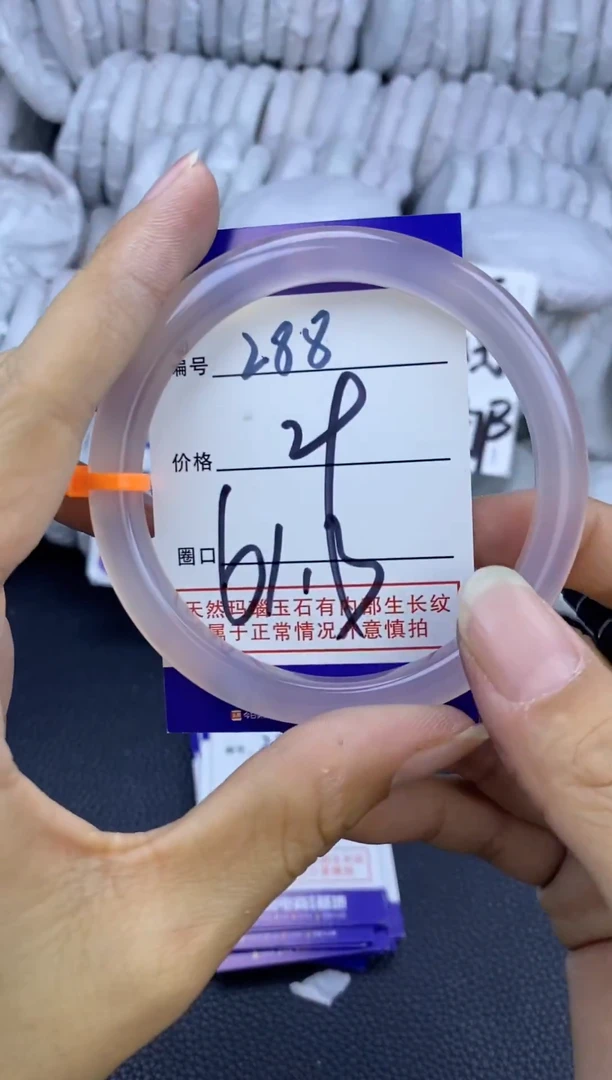 编号 288
价格
圈口 61.5
天然玛瑙玉石有内部生长纹
属于正常情况介意慎拍